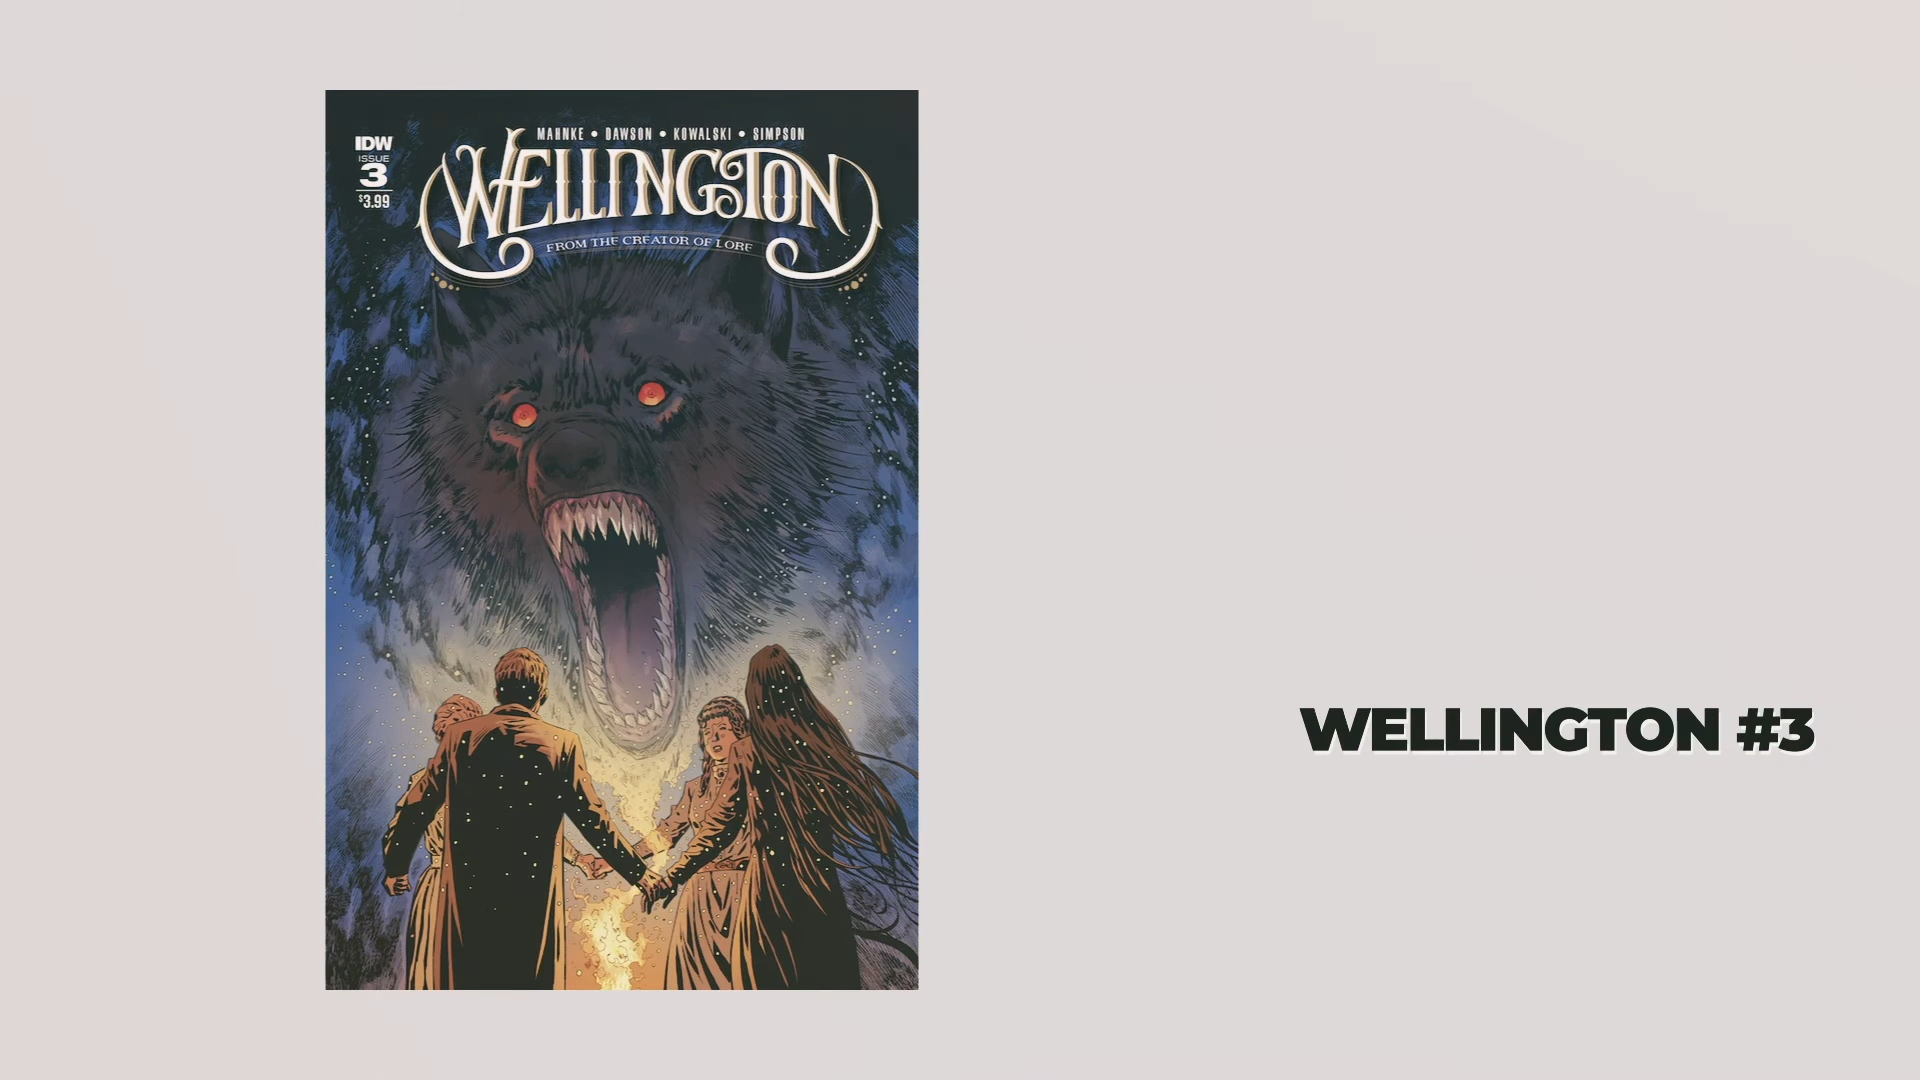 MAHNKE • DAWSON • KOWALSKI • SIMPSON
IDW
ISSUE
3
$3.99
WELLINGTON
FROM THE CREATOR OF LORE
WELLINGTON #3